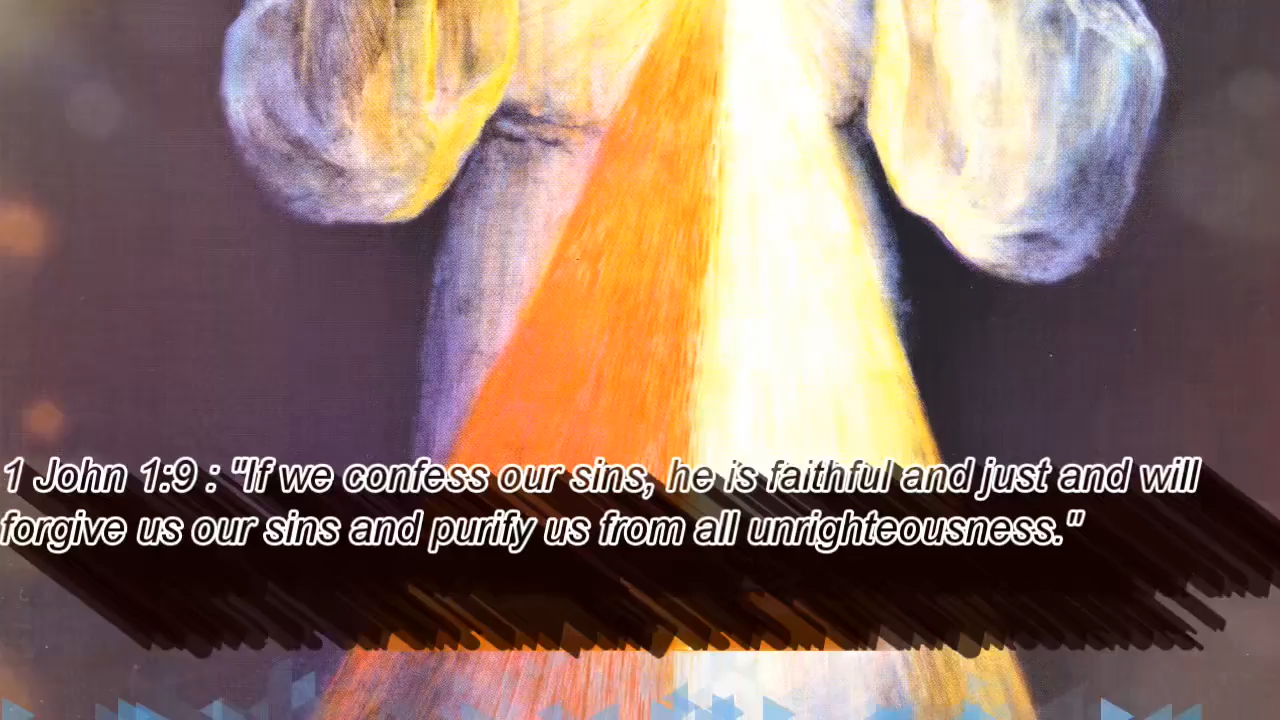 1 John 1:9 : "If we confess our sins, he is faithful and just and will
forgive us our sins and purify us from all unrighteousness."